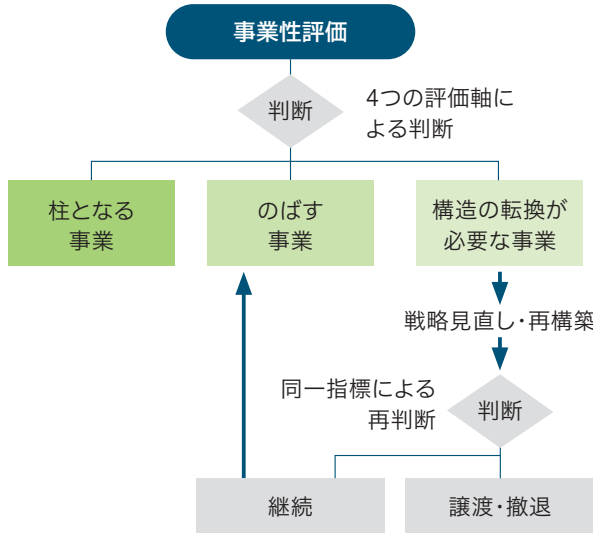 事業性評価
判断
4つの評価軸に
よる判断
柱となる
事業
のばす
事業
構造の転換が
必要な事業
戦略見直し・再構築
同一指標による
再判断
判断
継続
譲渡・撤退